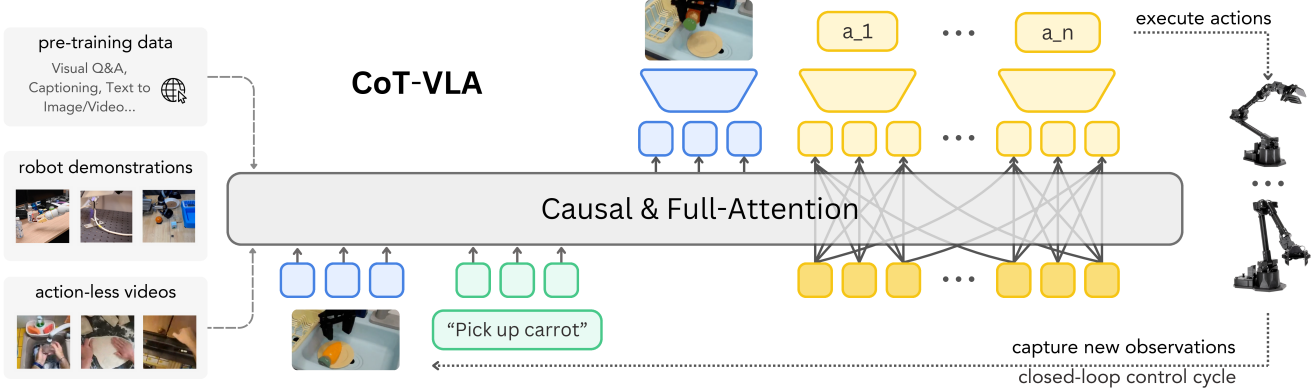 pre-training data
Visual Q&A,
Captioning, Text to
Image/Video...
robot demonstrations
action-less videos
CoT-VLA
a_1
...
a_n
execute actions
...
Causal & Full-Attention
...
...
“Pick up carrot”
capture new observations
closed-loop control cycle